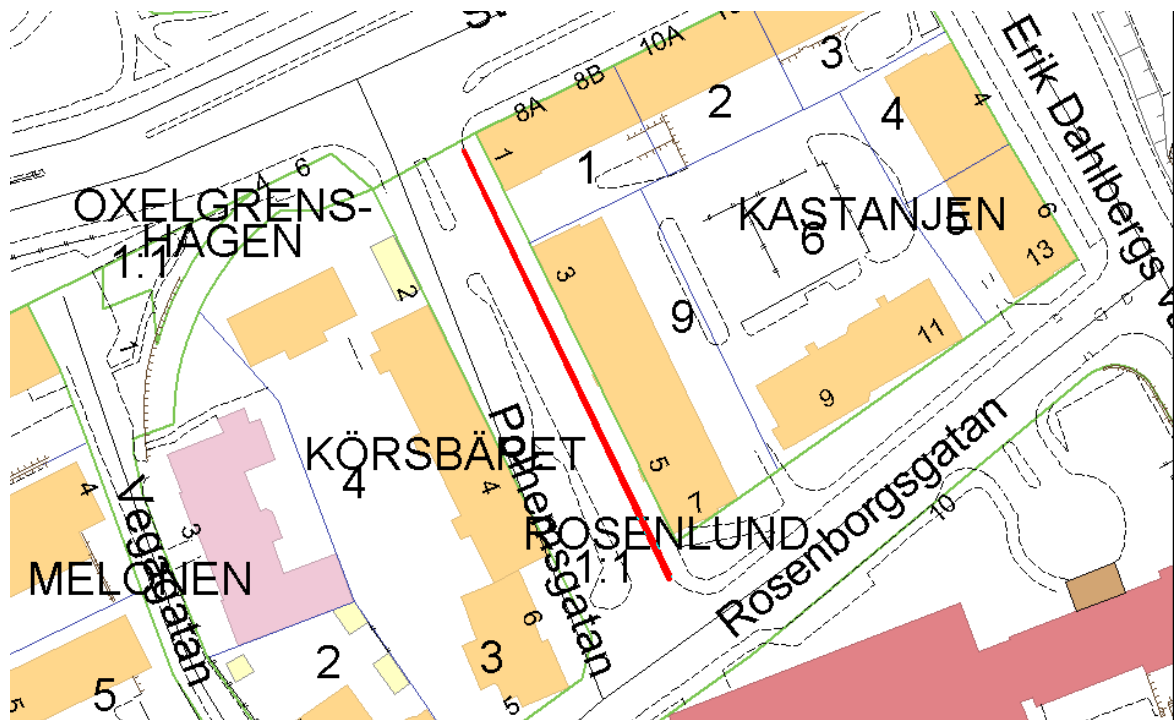 10A
8B
8A
3
2
4
4
Erik Dahlbergs
1
1
6
4
OXELGRENS-
HAGEN
1:1
KASTANJEN
6
5
6
13
2
3
9
11
1
9
KÖRSBÄRET
4
4
5
7
4
Vegagatan
3
Palmersgatan
ROSENLUND
1:1
Rosenborgsgatan
10
MELONEN
6
3
2
5
5
5